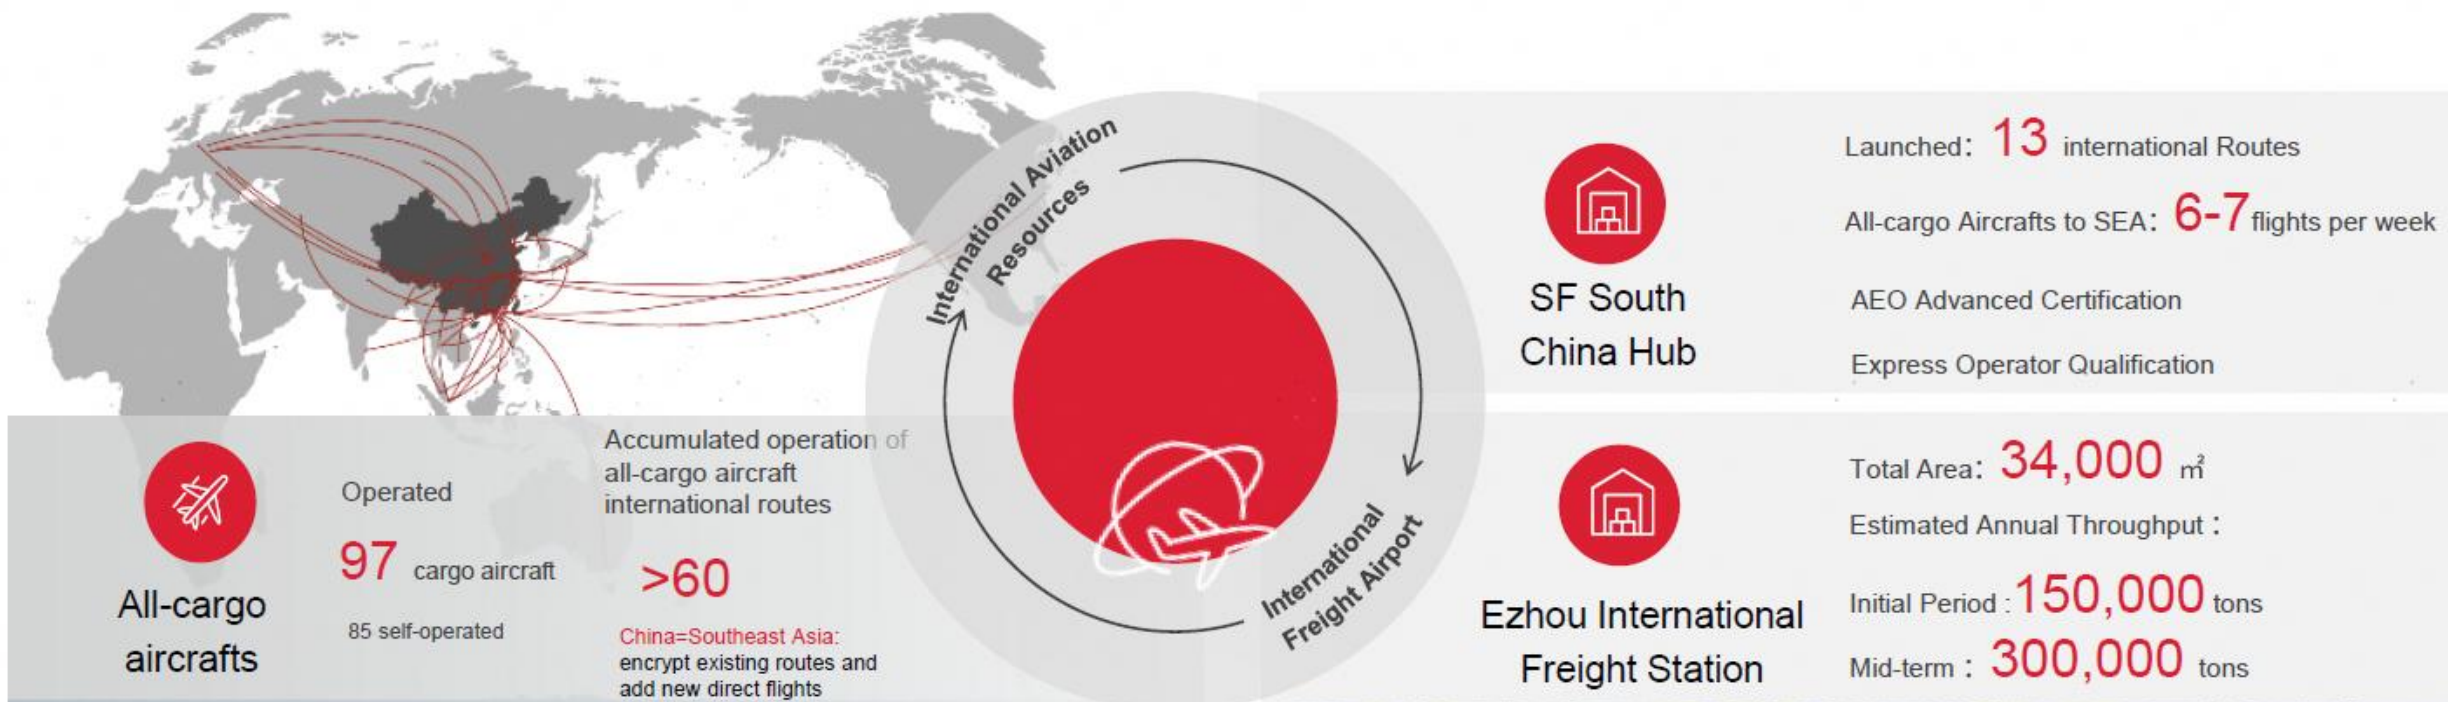 International Aviation
Resources
International
Freight Airport
All-cargo
aircrafts
Operated
97 cargo aircraft
85 self-operated
Accumulated operation of
all-cargo aircraft
international routes
>60
China=Southeast Asia:
encrypt existing routes and
add new direct flights
SF South
China Hub
Launched： 13 international Routes
All-cargo Aircrafts to SEA： 6-7 flights per week
AEO Advanced Certification
Express Operator Qualification
Ezhou International
Freight Station
Total Area： 34,000 ㎡
Estimated Annual Throughput：
Initial Period：150,000 tons
Mid-term： 300,000 tons